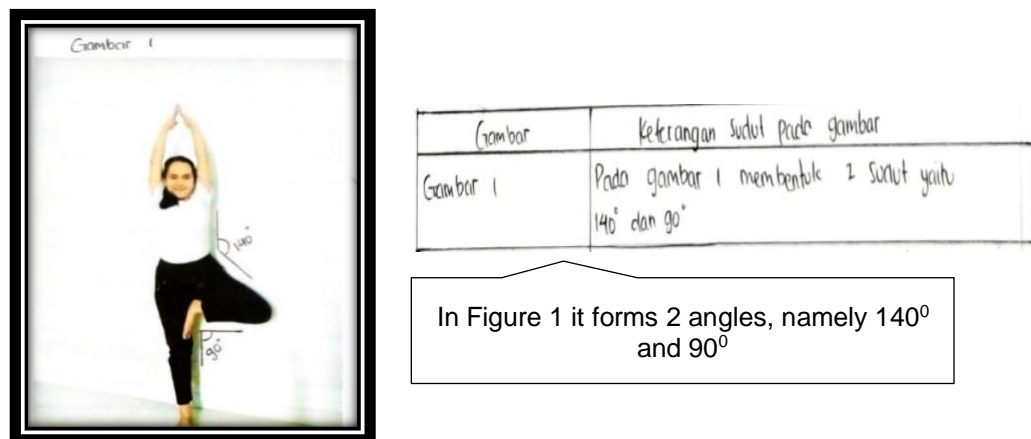 Gambar 1
140°
90°
Gambar
Keterangan Sudut pada gambar
Gambar 1
Pada gambar 1 membentuk 2 sudut yaitu
140° dan 90°
In Figure 1 it forms 2 angles, namely 140⁰
and 90⁰